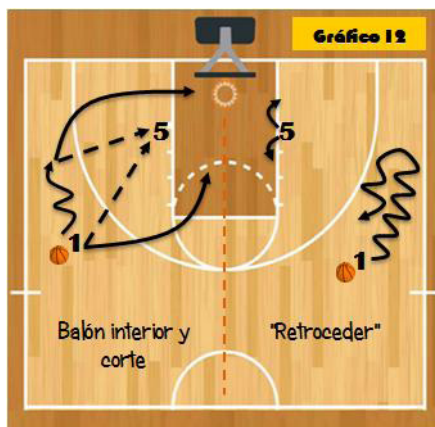 Gráfico 12
5
5
1
1
Balón interior y
corte
"Retroceder"